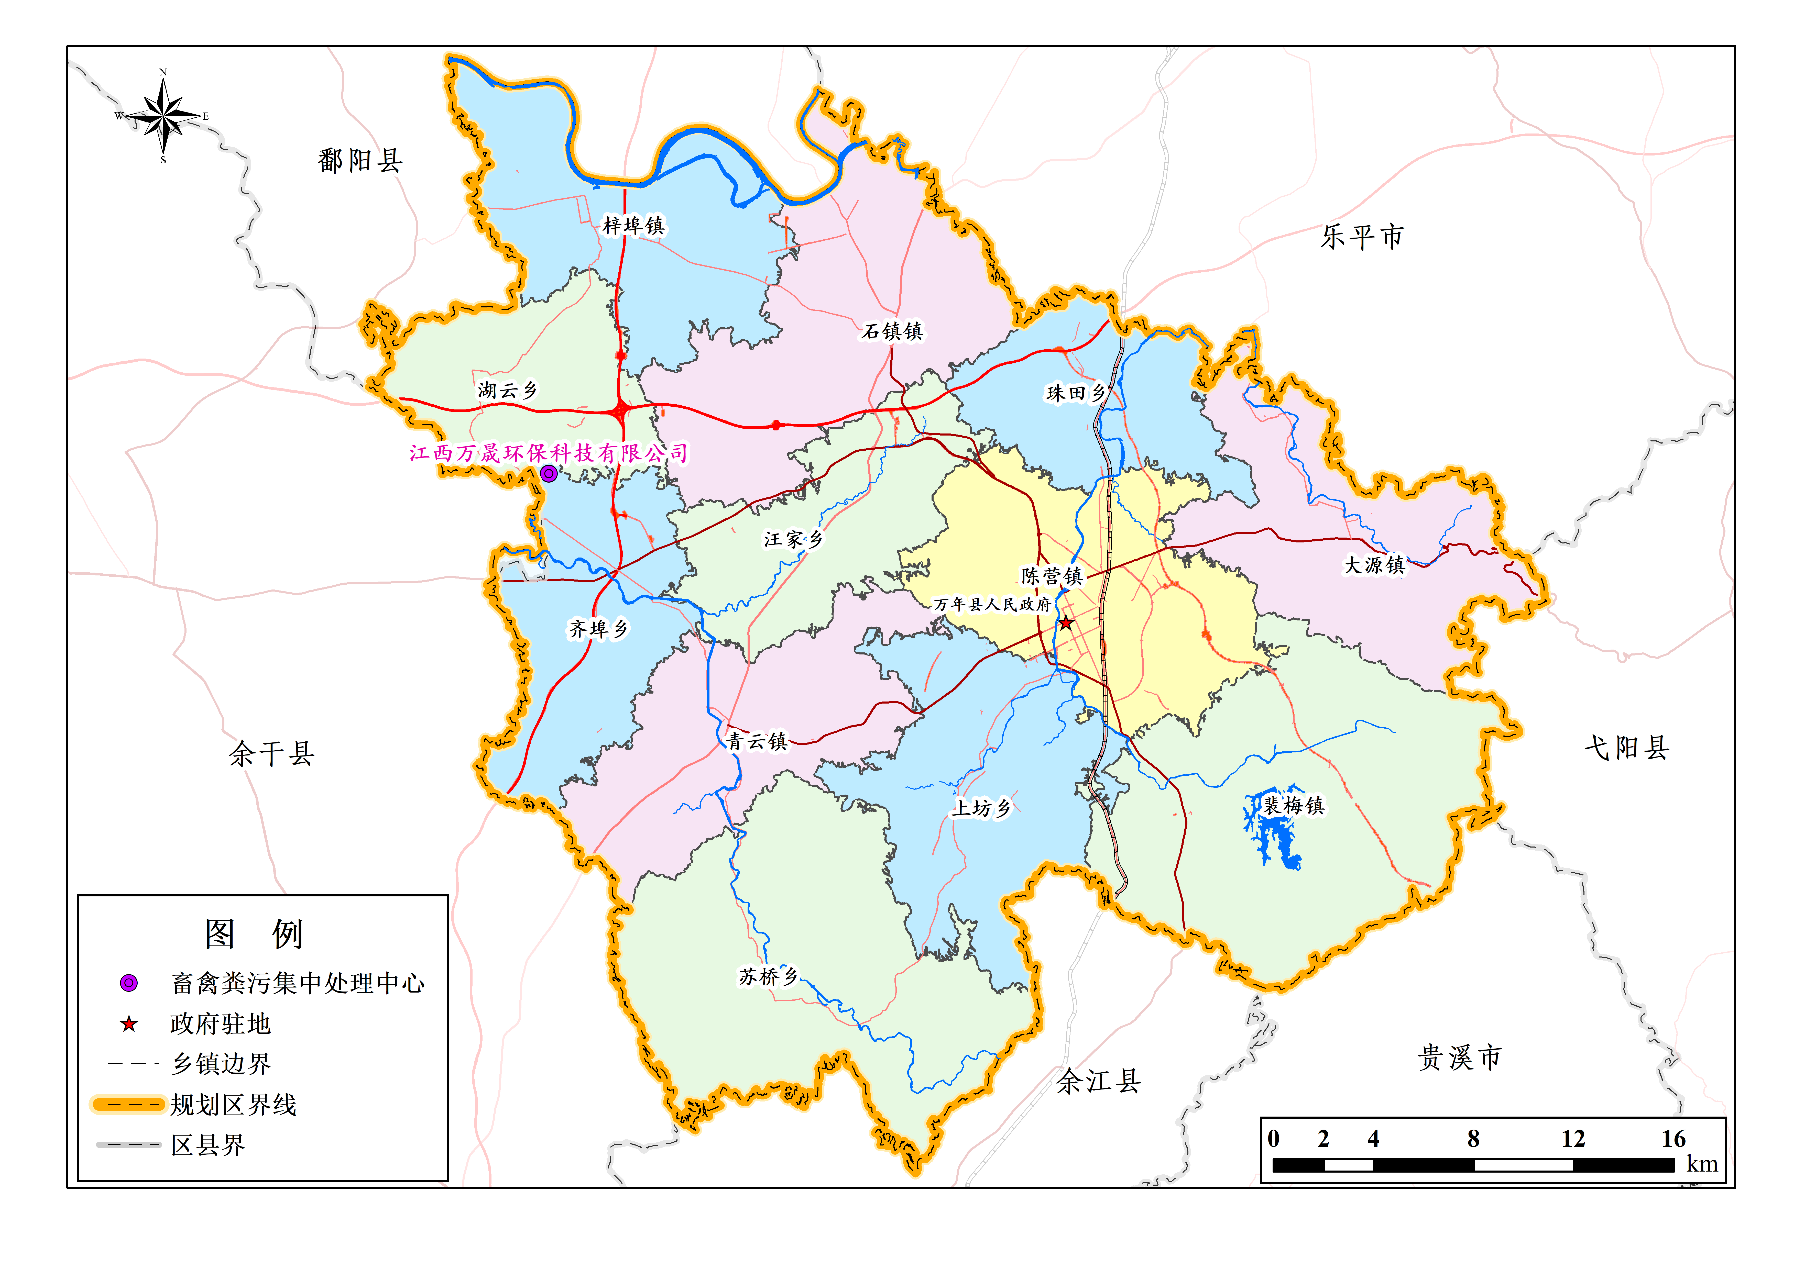 N
W
E
S
鄱阳县
乐平市
梓埠镇
石镇镇
湖云乡
珠田乡
江西万晟环保科技有限公司
汪家乡
大源镇
陈营镇
万年县人民政府
齐埠乡
青云镇
余干县
弋阳县
上坊乡
裴梅镇
苏桥乡
贵溪市
余江县
图 例
畜禽粪污集中处理中心
政府驻地
乡镇边界
规划区界线
区县界
0 2 4 8 12 16
km